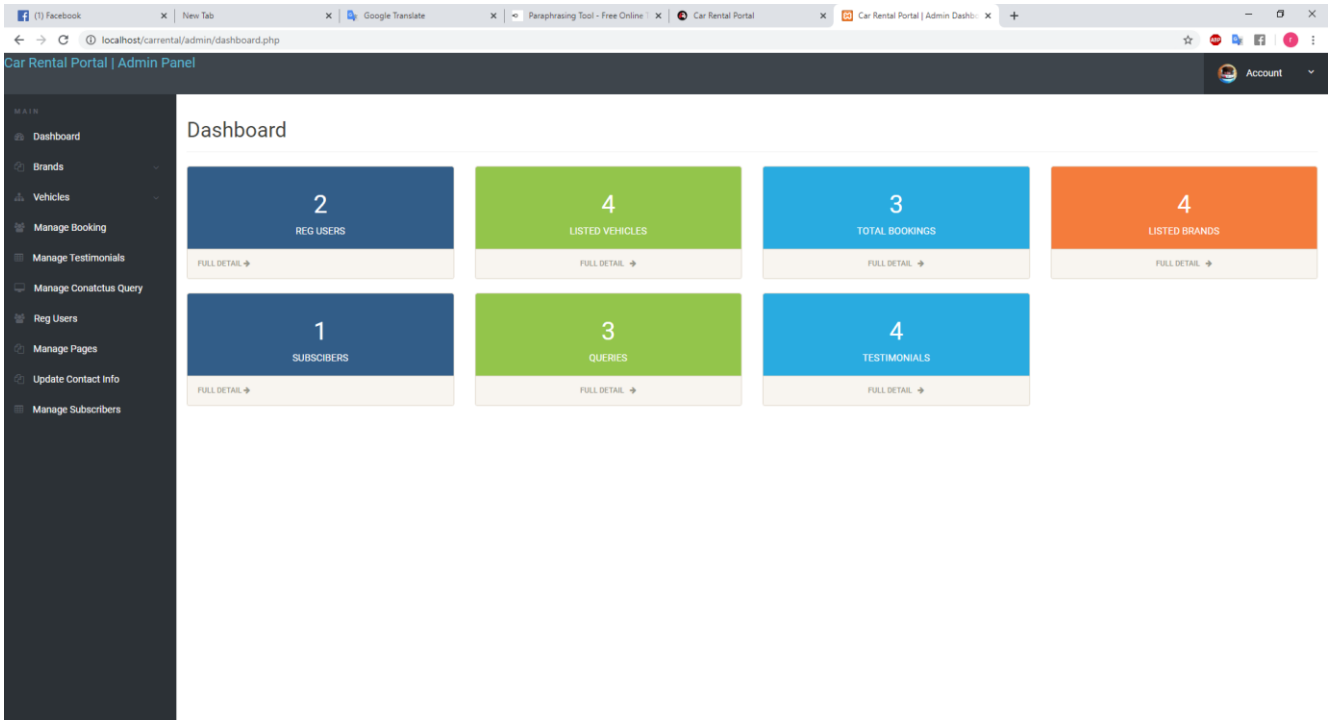 (1) Facebook
New Tab
Google Translate
Paraphrasing Tool - Free Online
Car Rental Portal
Car Rental Portal | Admin Dashbo
localhost/carrental/admin/dashboard.php
ABP
Car Rental Portal | Admin Panel
Account
MAIN
Dashboard
Brands
Vehicles
Manage Booking
Manage Testimonials
Manage Conatctus Query
Reg Users
Manage Pages
Update Contact Info
Manage Subscribers
Dashboard
2
REG USERS
FULL DETAIL
4
LISTED VEHICLES
FULL DETAIL
3
TOTAL BOOKINGS
FULL DETAIL
4
LISTED BRANDS
FULL DETAIL
1
SUBSCIBERS
FULL DETAIL
3
QUERIES
FULL DETAIL
4
TESTIMONIALS
FULL DETAIL